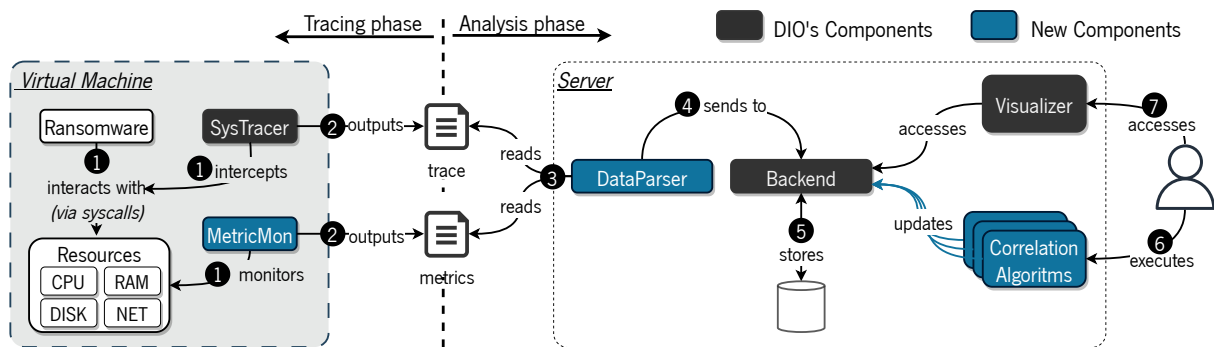 Tracing phase
Analysis phase
DIO's Components
New Components
Virtual Machine
Server
Ransomware
SysTracer
2 outputs
trace
4 sends to
Visualizer
7
accesses
accesses
1
1 intercepts
interacts with
(via syscalls)
reads
3
DataParser
Backend
reads
MetricMon
2 outputs
metrics
updates
Resources
CPU
RAM
DISK
NET
1 monitors
5
stores
Correlation
Algoritms
6
executes